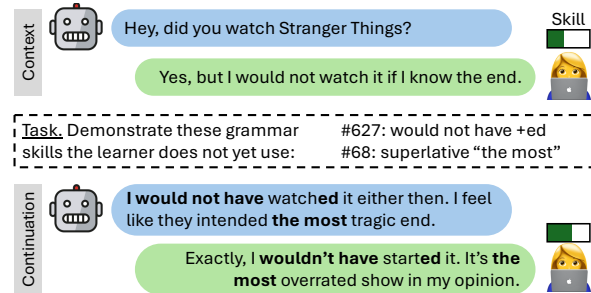 Context
Hey, did you watch Stranger Things?
Skill
Yes, but I would not watch it if I know the end.
Task. Demonstrate these grammar
skills the learner does not yet use:
#627: would not have +ed
#68: superlative “the most”
Continuation
I would not have watched it either then. I feel
like they intended the most tragic end.
Exactly, I wouldn’t have started it. It’s the
most overrated show in my opinion.